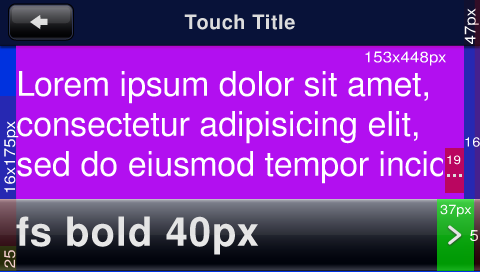 Touch Title
47px
153x448px
Lorem ipsum dolor sit amet,
consectetur adipisicing elit,
sed do eiusmod tempor incid
16x175px
16
19
...
37px
fs bold 40px
5
25